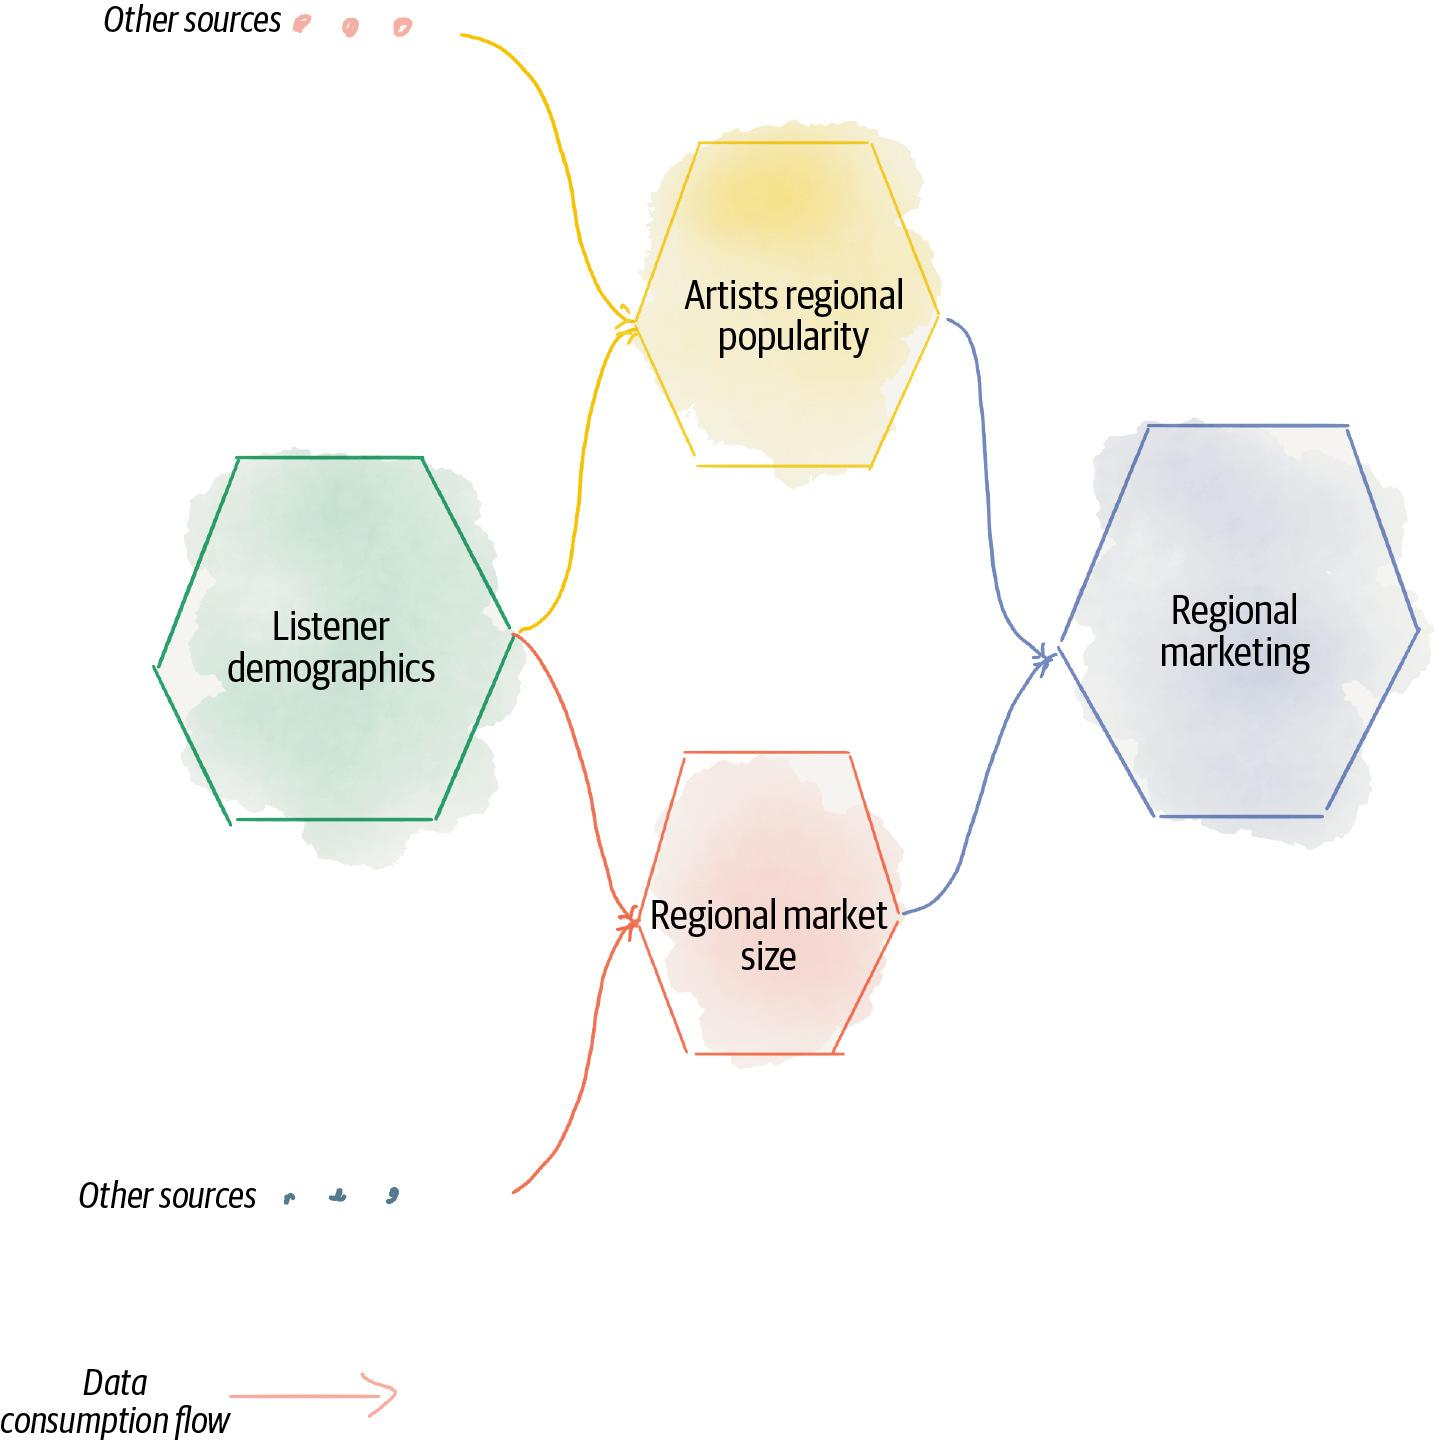 Other sources
Artists regional
popularity
Listener
demographics
Regional
marketing
Regional market
size
Other sources
Data
consumption flow